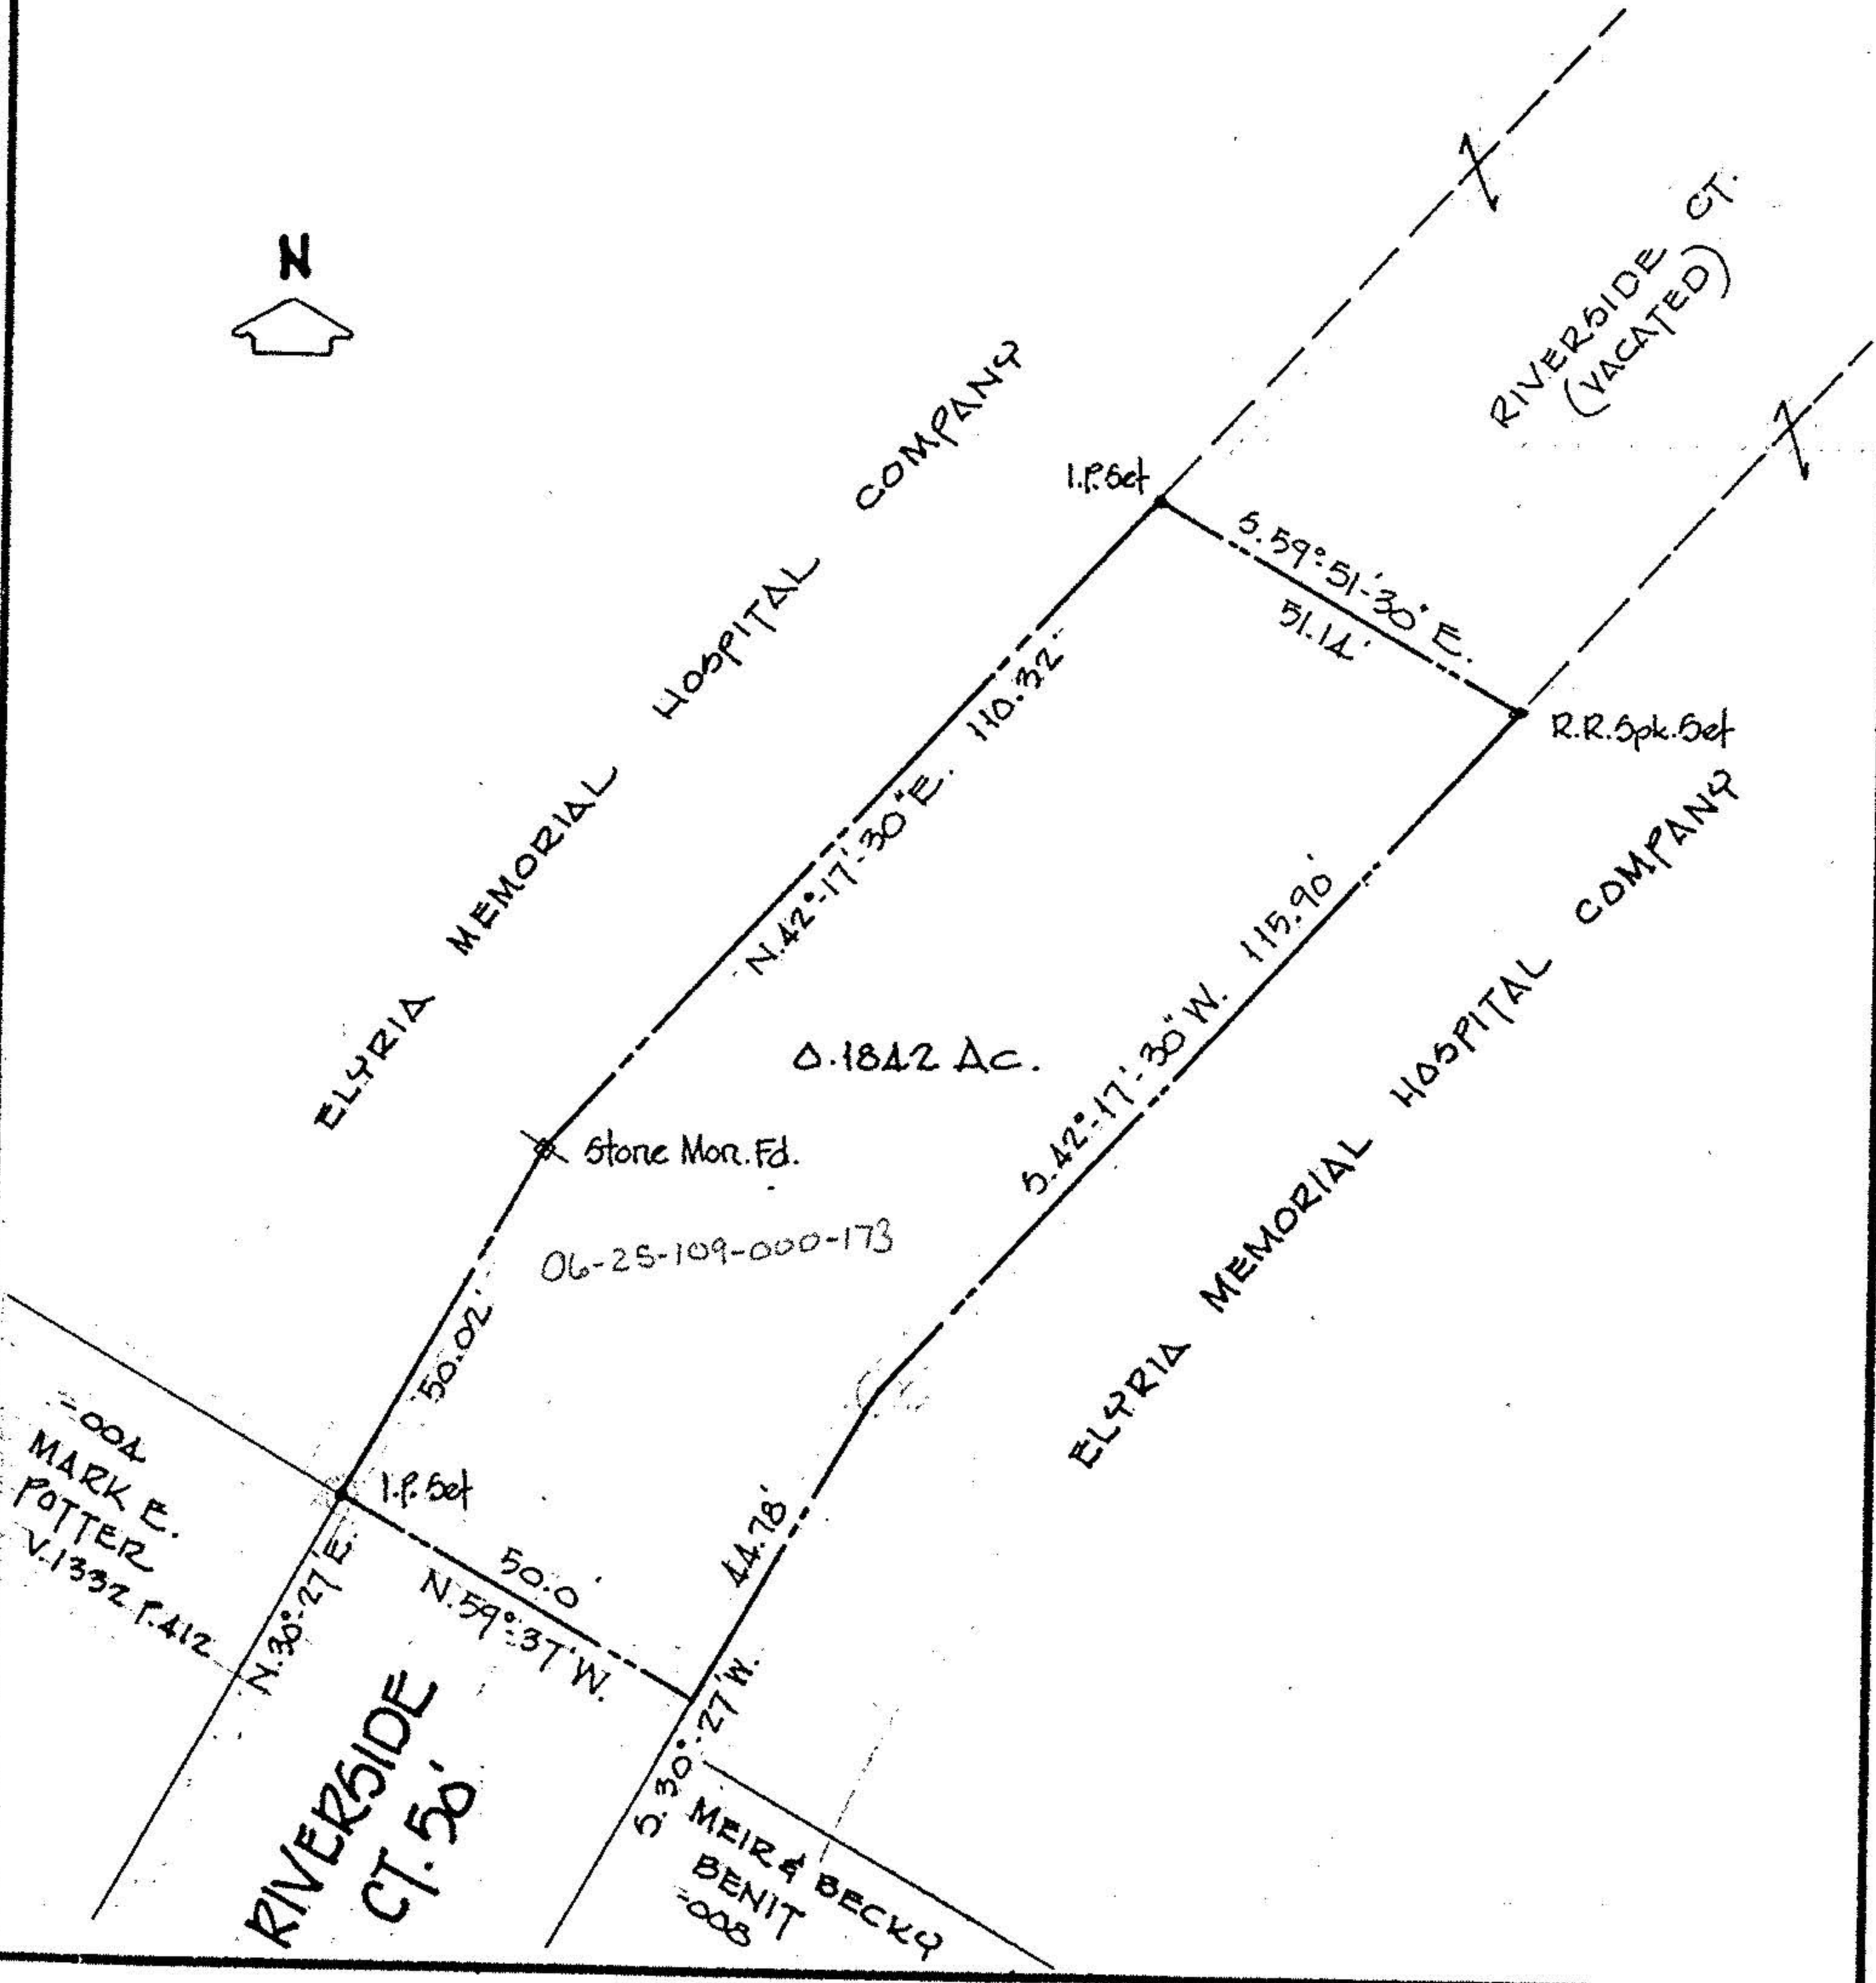 N
RIVERSIDE CT.
(VACATED)
ELYRIA MEMORIAL HOSPITAL COMPANY
I.P. Set
S.59°-51'-30" E.
51.14'
R.R.Spk.Set
N.42°-17'-30"E. 110.32'
S.42°-17'-30"W. 115.90'
ELYRIA MEMORIAL HOSPITAL COMPANY
0.1842 Ac.
Stone Mon. Fd.
06-25-109-000-173
50.02'
44.78'
-004
MARK E.
POTTER
V.1332 P.412
I.P. Set
50.0'
N.59°-37'W.
N.30°-27'E.
S.30°-27'W.
RIVERSIDE
CT. 50'
MEIR & BECKY
BENIT
-008